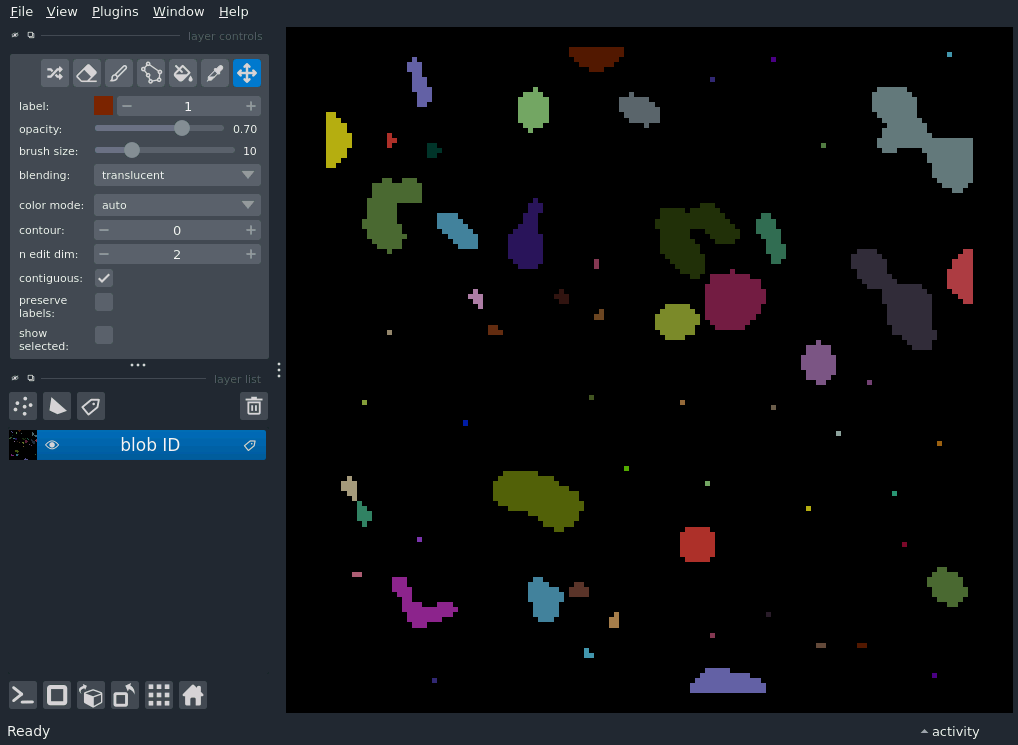 File View Plugins Window Help
layer controls
label: 1
opacity: 0.70
brush size: 10
blending: translucent
color mode: auto
contour: 0
n edit dim: 2
contiguous:
preserve
labels:
show
selected:
layer list
blob ID
Ready
activity